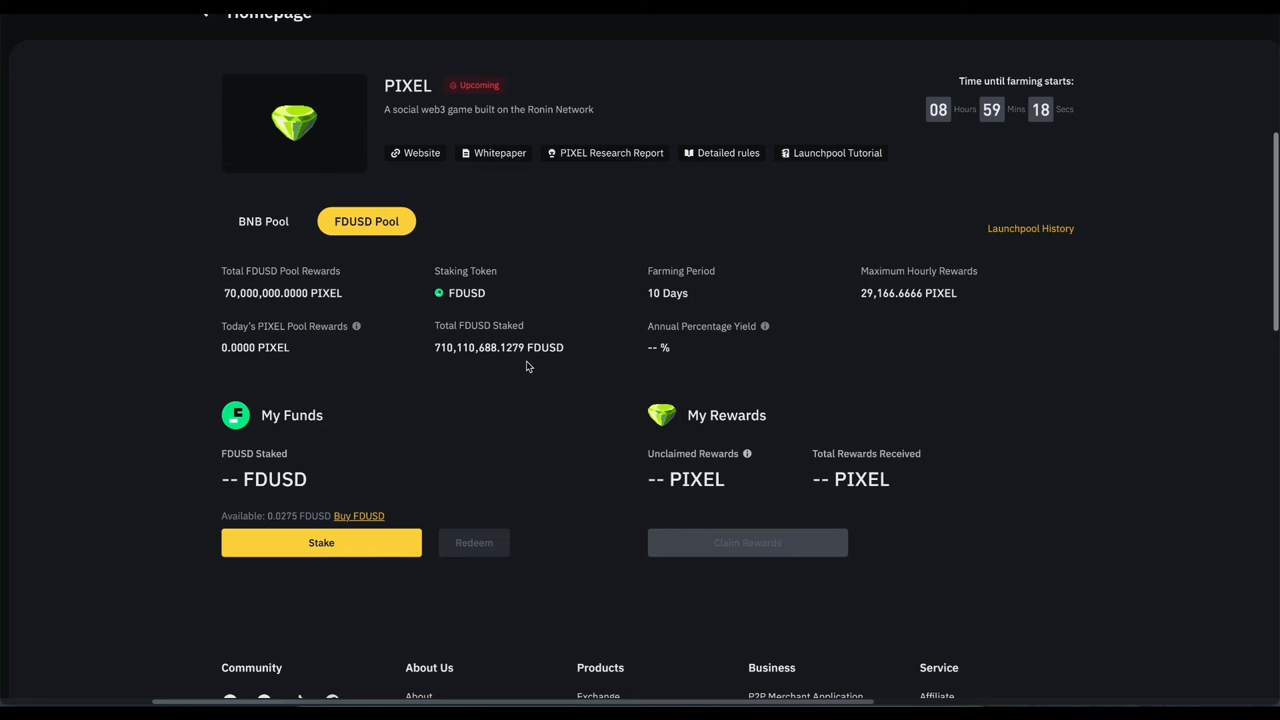 Homepage
PIXEL Upcoming
A social web3 game built on the Ronin Network
Time until farming starts:
08 Hours 59 Mins 18 Secs
Website Whitepaper PIXEL Research Report Detailed rules Launchpool Tutorial
BNB Pool FDUSD Pool
Launchpool History
Total FDUSD Pool Rewards Staking Token Farming Period Maximum Hourly Rewards
70,000,000.0000 PIXEL FDUSD 10 Days 29,166.6666 PIXEL
Today's PIXEL Pool Rewards Total FDUSD Staked Annual Percentage Yield
0.0000 PIXEL 710,110,688.1279 FDUSD -- %
My Funds My Rewards
FDUSD Staked Unclaimed Rewards Total Rewards Received
-- FDUSD -- PIXEL -- PIXEL
Available: 0.0275 FDUSD Buy FDUSD
Stake Redeem Claim Rewards
Community About Us Products Business Service
About Exchange P2P Merchant Application Affiliate